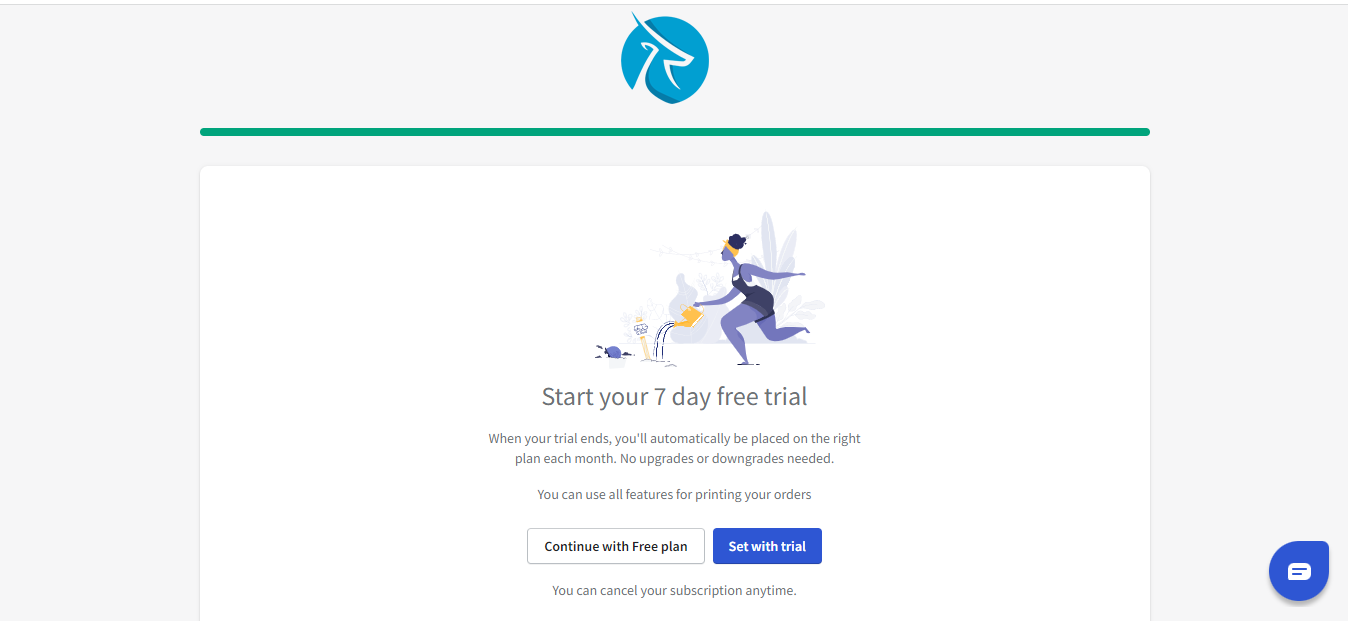 Start your 7 day free trial
When your trial ends, you'll automatically be placed on the right
plan each month. No upgrades or downgrades needed.
You can use all features for printing your orders
Continue with Free plan
Set with trial
You can cancel your subscription anytime.